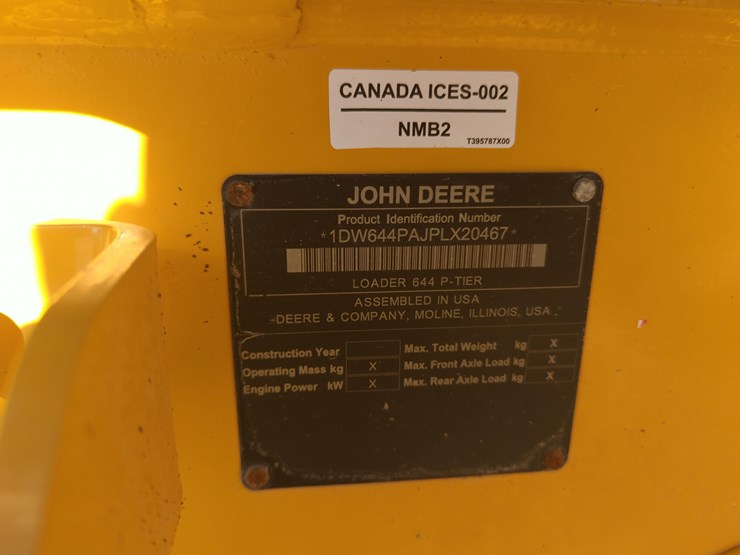 CANADA ICES-002
NMB2
T395787X00
JOHN DEERE
Product Identification Number
*1DW644PAJPLX20467*
LOADER 644 P-TIER
ASSEMBLED IN USA
DEERE & COMPANY, MOLINE, ILLINOIS, USA.
Construction Year
Operating Mass kg X
Engine Power kW X
Max. Total Weight kg X
Max. Front Axle Load kg X
Max. Rear Axle Load kg X